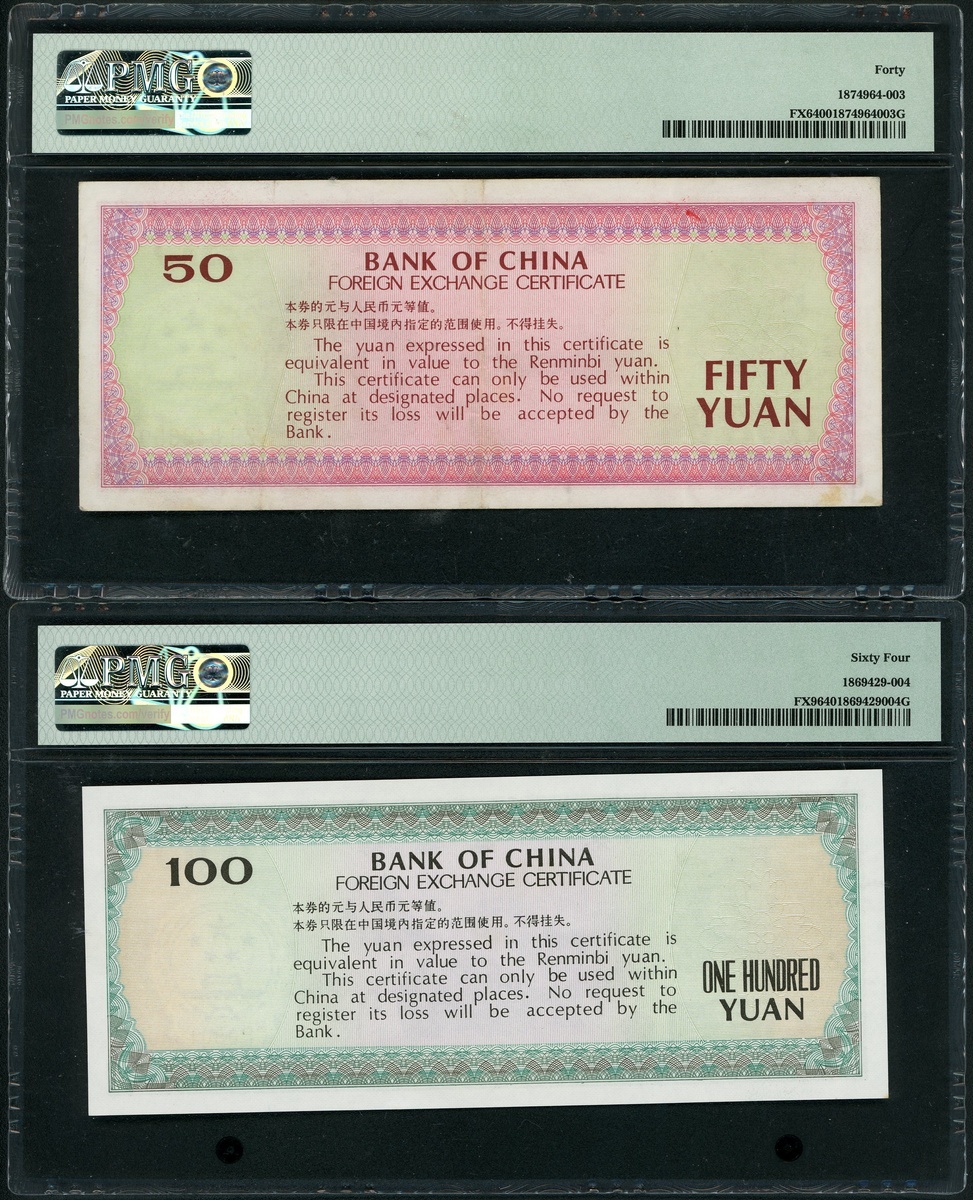 PMG
PAPER MONEY GUARANTY
PMGnotes.com/verify
Forty
1874964-003
FX64001874964003G
50
BANK OF CHINA
FOREIGN EXCHANGE CERTIFICATE
本券的元与人民币元等值。
本券只限在中国境内指定的范围使用。不得挂失。
The yuan expressed in this certificate is
equivalent in value to the Renminbi yuan.
This certificate can only be used within
China at designated places. No request to
register its loss will be accepted by the
Bank.
FIFTY
YUAN
PMG
PAPER MONEY GUARANTY
PMGnotes.com/verify
Sixty Four
1869429-004
FX96401869429004G
100
BANK OF CHINA
FOREIGN EXCHANGE CERTIFICATE
本券的元与人民币元等值。
本券只限在中国境内指定的范围使用。不得挂失。
The yuan expressed in this certificate is
equivalent in value to the Renminbi yuan.
This certificate can only be used within
China at designated places. No request to
register its loss will be accepted by the
Bank.
ONE HUNDRED
YUAN